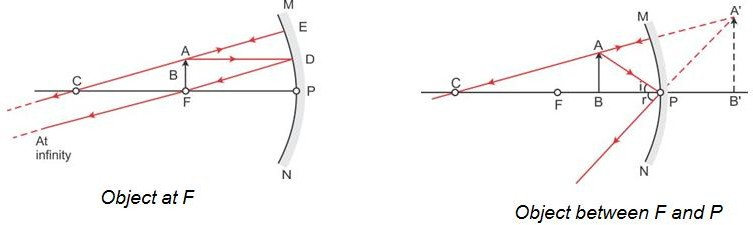 M
E
A
D
B
C
F
P
At
infinity
N
Object at F
A'
M
A
C
F
B
i
r
P
B'
N
Object between F and P